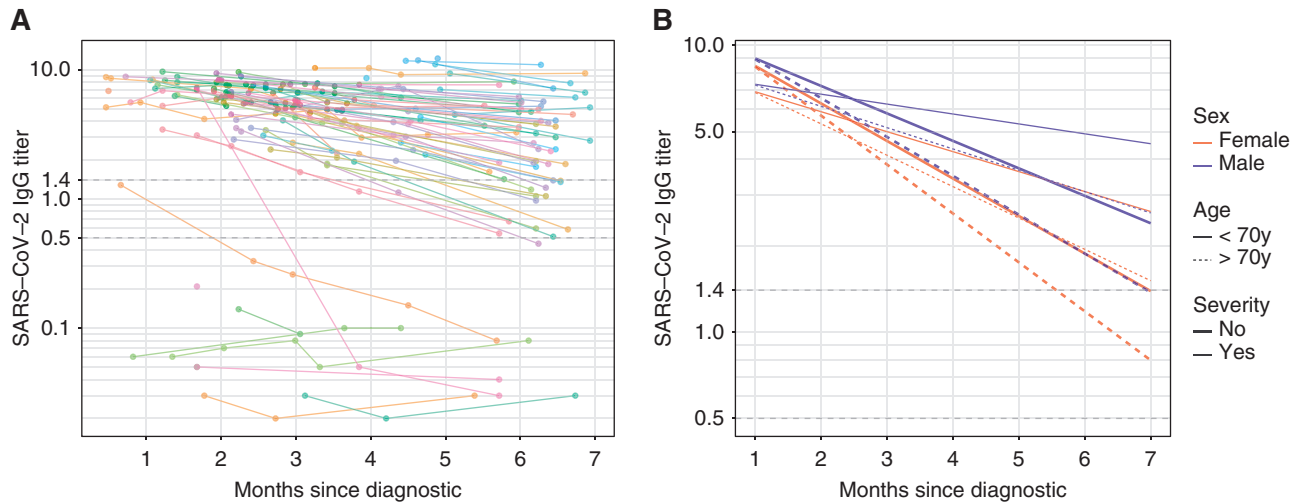 A
SARS–CoV–2 IgG titer
10.0
1.4
1.0
0.5
0.1
1 2 3 4 5 6 7
Months since diagnostic
B
SARS–CoV–2 IgG titer
10.0
5.0
1.4
1.0
0.5
1 2 3 4 5 6 7
Months since diagnostic
Sex
Female
Male
Age
< 70y
> 70y
Severity
No
Yes